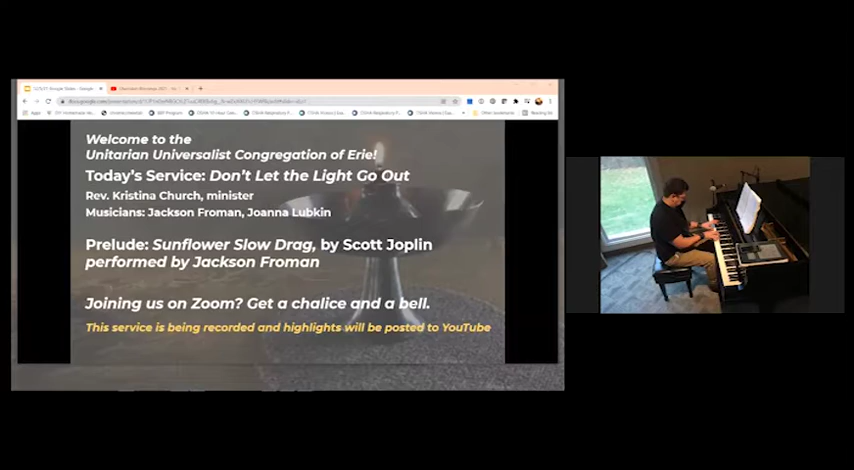 Welcome to the
Unitarian Universalist Congregation of Erie!
Today's Service: Don't Let the Light Go Out
Rev. Kristina Church, minister
Musicians: Jackson Froman, Joanna Lubkin
Prelude: Sunflower Slow Drag, by Scott Joplin
performed by Jackson Froman
Joining us on Zoom? Get a chalice and a bell.
This service is being recorded and highlights will be posted to YouTube